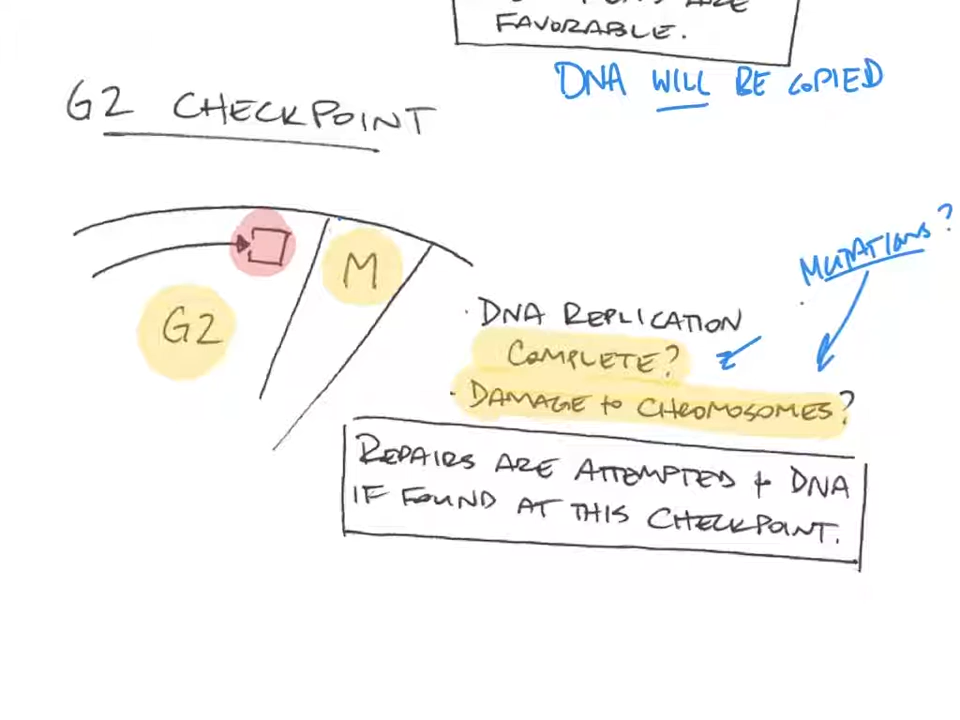 ARE
FAVORABLE.
DNA WILL BE COPIED
G2 CHECKPOINT
MUTATIONS?
M
G2
· DNA REPLICATION
COMPLETE?
· DAMAGE to CHROMOSOMES?
REPAIRS ARE ATTEMPTED + DNA
IF FOUND AT THIS CHECKPOINT.